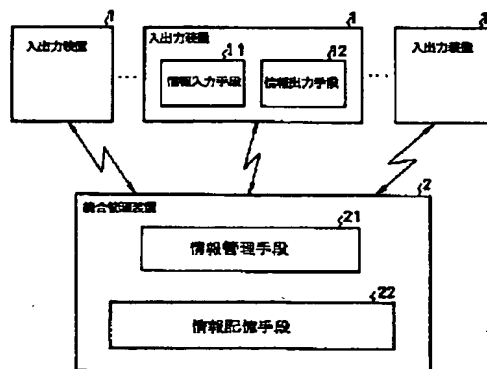 1
1
1
入出力装置
入出力装置
入出力装置
11
12
情報入力手段
情報出力手段
2
統合管理装置
21
情報管理手段
22
情報記憶手段